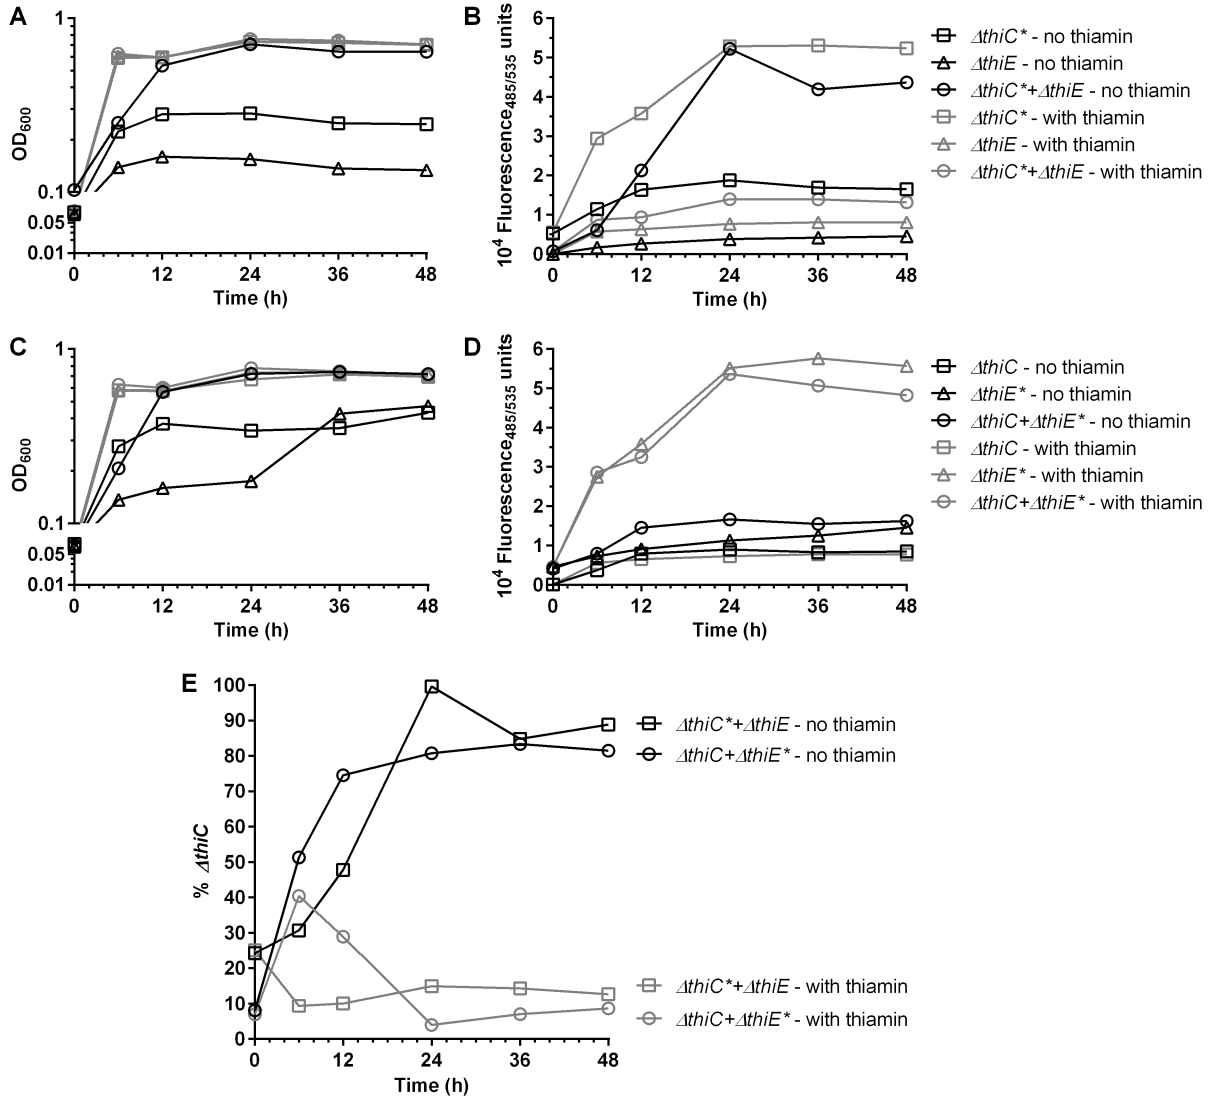 A
1
0.1
0.05
0.01
OD600
0 12 24 36 48
Time (h)
B
6
5
4
3
2
1
0
10^4 Fluorescence485/535 units
0 12 24 36 48
Time (h)
ΔthiC* - no thiamin
ΔthiE - no thiamin
ΔthiC*+ΔthiE - no thiamin
ΔthiC* - with thiamin
ΔthiE - with thiamin
ΔthiC*+ΔthiE - with thiamin
C
1
0.1
0.05
0.01
OD600
0 12 24 36 48
Time (h)
D
6
5
4
3
2
1
0
10^4 Fluorescence485/535 units
0 12 24 36 48
Time (h)
ΔthiC - no thiamin
ΔthiE* - no thiamin
ΔthiC+ΔthiE* - no thiamin
ΔthiC - with thiamin
ΔthiE* - with thiamin
ΔthiC+ΔthiE* - with thiamin
E
100
90
80
70
60
50
40
30
20
10
0
% ΔthiC
0 12 24 36 48
Time (h)
ΔthiC*+ΔthiE - no thiamin
ΔthiC+ΔthiE* - no thiamin
ΔthiC*+ΔthiE - with thiamin
ΔthiC+ΔthiE* - with thiamin